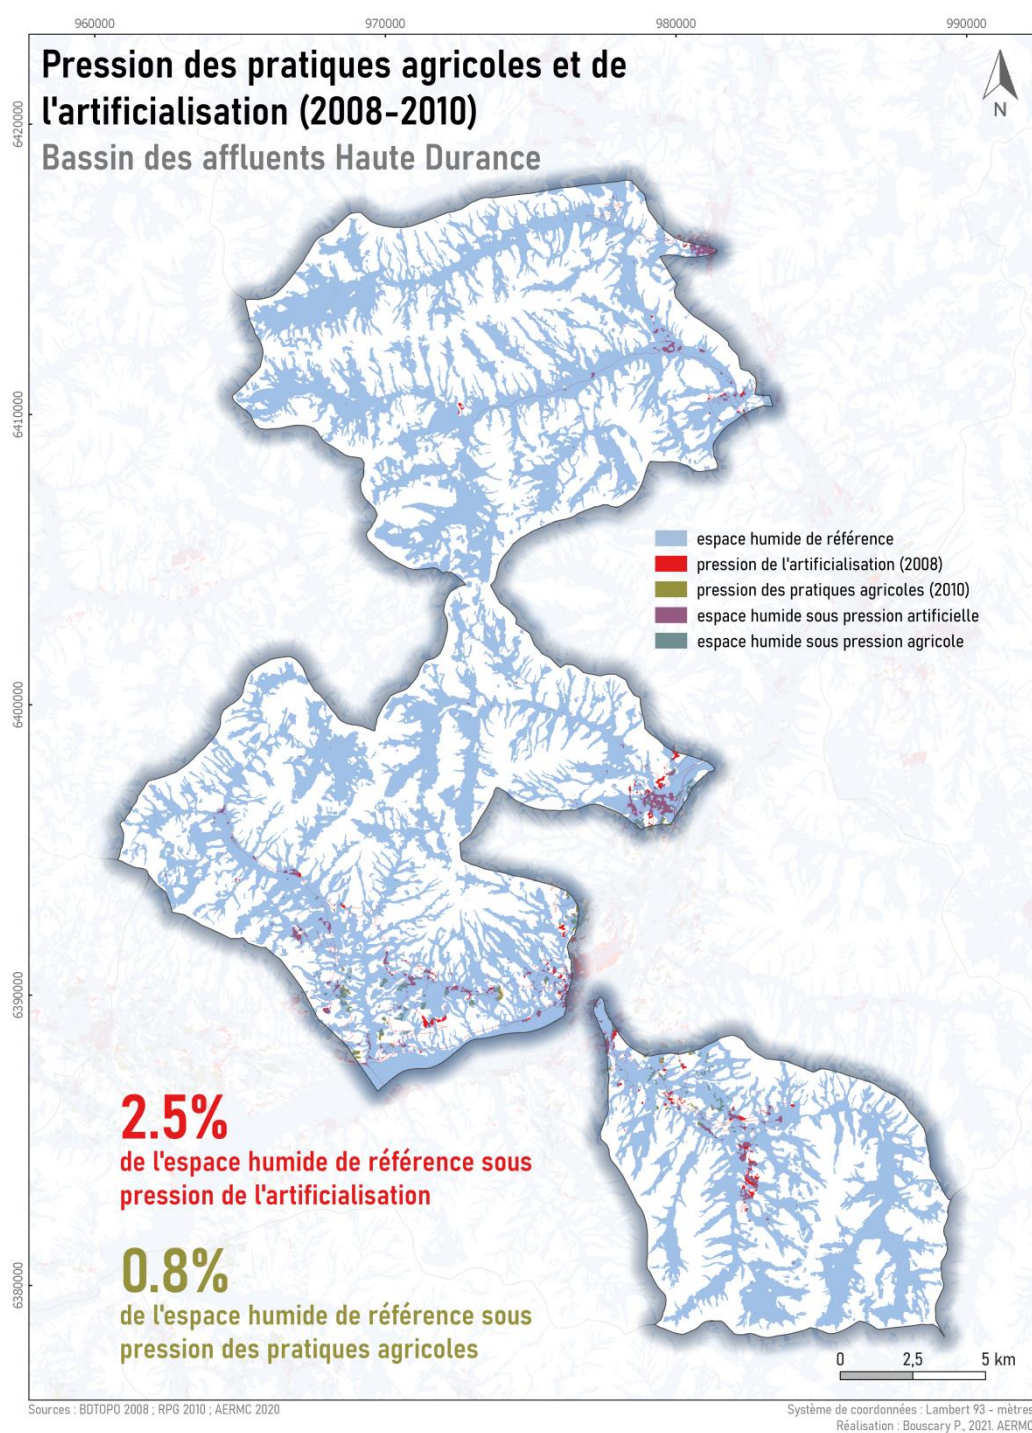 960000
970000
980000
990000
Pression des pratiques agricoles et de
l'artificialisation (2008-2010)
Bassin des affluents Haute Durance
N
6420000
6410000
6400000
6390000
6380000
espace humide de référence
pression de l'artificialisation (2008)
pression des pratiques agricoles (2010)
espace humide sous pression artificielle
espace humide sous pression agricole
2.5%
de l'espace humide de référence sous
pression de l'artificialisation
0.8%
de l'espace humide de référence sous
pression des pratiques agricoles
0 2,5 5 km
Sources : BDTOPO 2008 ; RPG 2010 ; AERMC 2020
Système de coordonnées : Lambert 93 - mètres
Réalisation : Bouscary P., 2021. AERMC